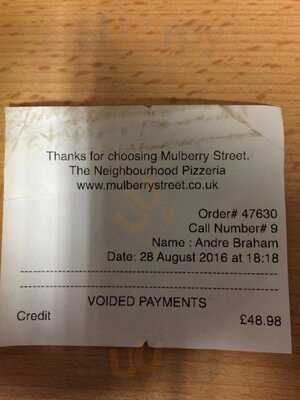 Thanks for choosing Mulberry Street.
The Neighbourhood Pizzeria
www.mulberrystreet.co.uk
Order# 47630
Call Number# 9
Name : Andre Braham
Date: 28 August 2016 at 18:18
VOIDED PAYMENTS
Credit £48.98